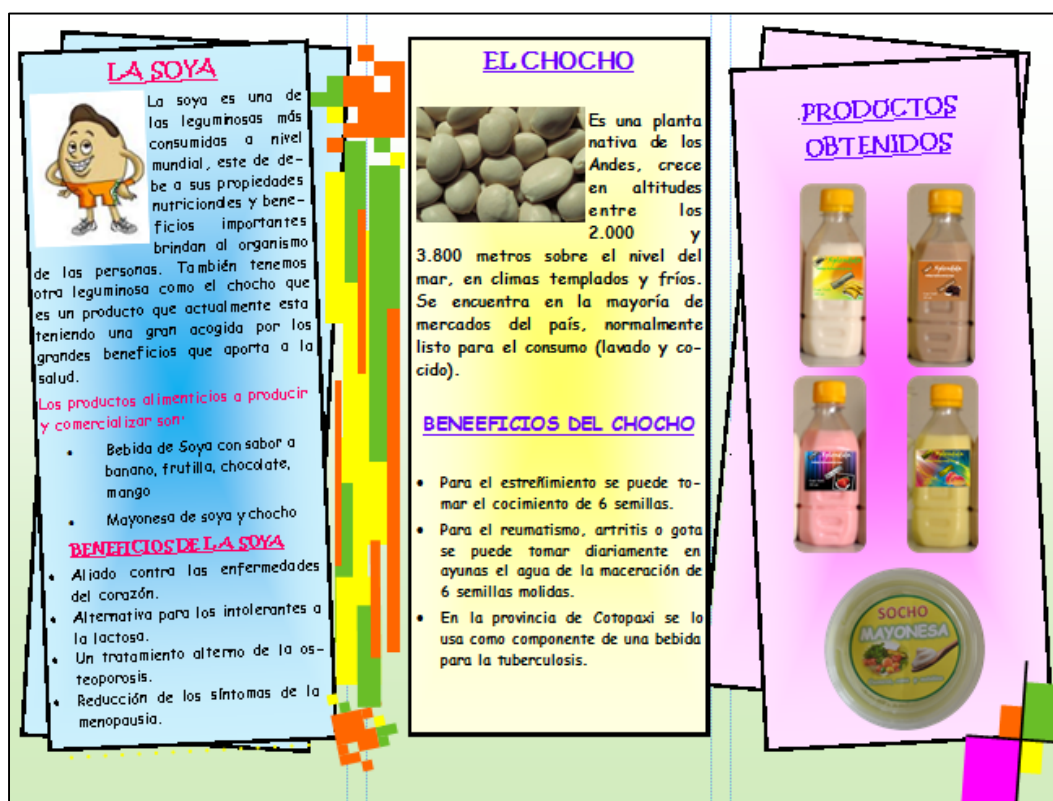 LA SOYA
La soya es una de
las leguminosas más
consumidas a nivel
mundial, este de de-
be a sus propiedades
nutricionales y bene-
ficios importantes
brindan al organismo
de las personas. También tenemos
otra leguminosa como el chocho que
es un producto que actualmente esta
teniendo una gran acogida por los
grandes beneficios que aporta a la
salud.
Los productos alimenticios a producir
y comercializar son:
• Bebida de Soya con sabor a
banano, frutilla, chocolate,
mango
• Mayonesa de soya y chocho
BENEFICIOS DE LA SOYA
• Aliado contra las enfermedades
del corazón.
• Alternativa para los intolerantes a
la lactosa.
• Un tratamiento alterno de la os-
teoporosis.
• Reducción de los síntomas de la
menopausia.
EL CHOCHO
Es una planta
nativa de los
Andes, crece
en altitudes
entre los
2.000 y
3.800 metros sobre el nivel del
mar, en climas templados y fríos.
Se encuentra en la mayoría de
mercados del país, normalmente
listo para el consumo (lavado y co-
cido).
BENEEFICIOS DEL CHOCHO
• Para el estreñimiento se puede to-
mar el cocimiento de 6 semillas.
• Para el reumatismo, artritis o gota
se puede tomar diariamente en
ayunas el agua de la maceración de
6 semillas molidas.
• En la provincia de Cotopaxi se lo
usa como componente de una bebida
para la tuberculosis.
PRODUCTOS
OBTENIDOS
SOCHO
MAYONESA